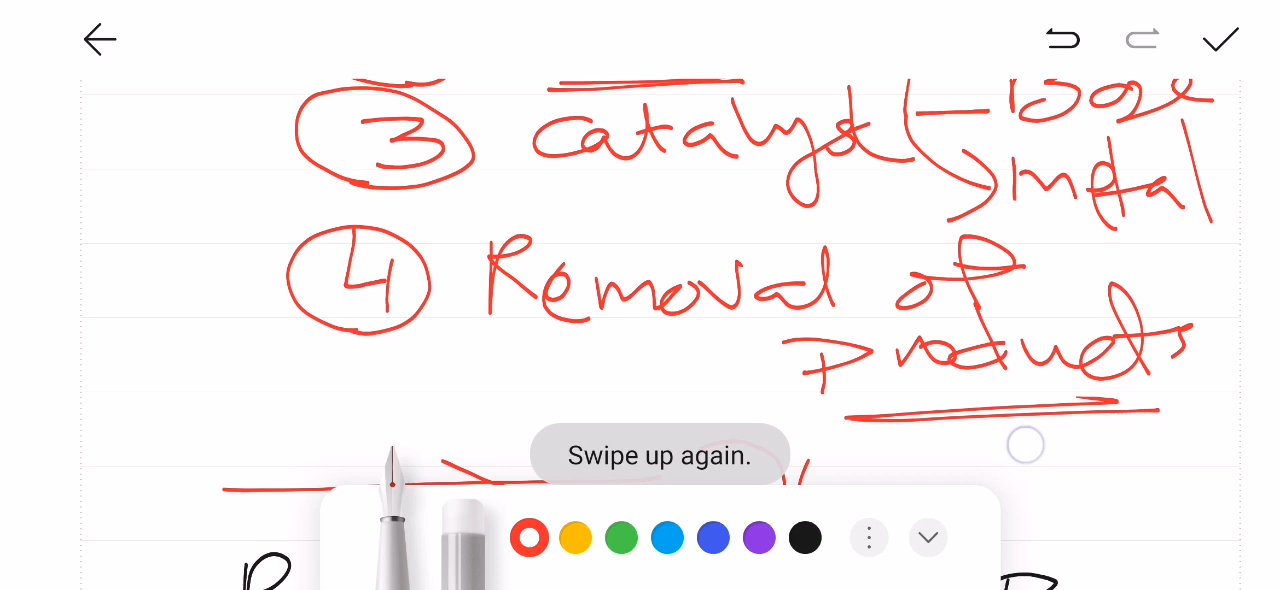 ③ Catalyst Base
Metal
④ Removal of
Products
Swipe up again.